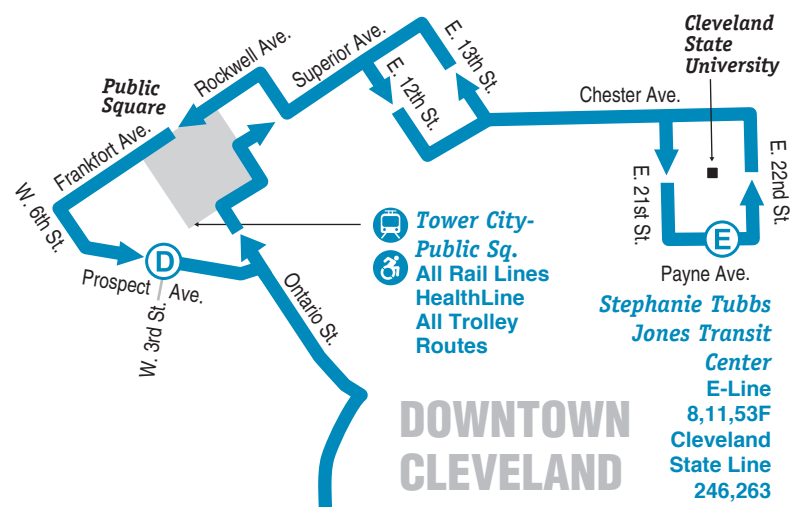 Cleveland
State
University
Public
Square
Rockwell Ave.
Superior Ave.
E. 13th St.
E. 12th St.
Chester Ave.
Frankfort Ave.
W. 6th St.
E. 21st St.
E. 22nd St.
D
E
Prospect Ave.
W. 3rd St.
Ontario St.
Payne Ave.
Tower City-
Public Sq.
All Rail Lines
HealthLine
All Trolley
Routes
Stephanie Tubbs
Jones Transit
Center
E-Line
8,11,53F
Cleveland
State Line
246,263
DOWNTOWN
CLEVELAND